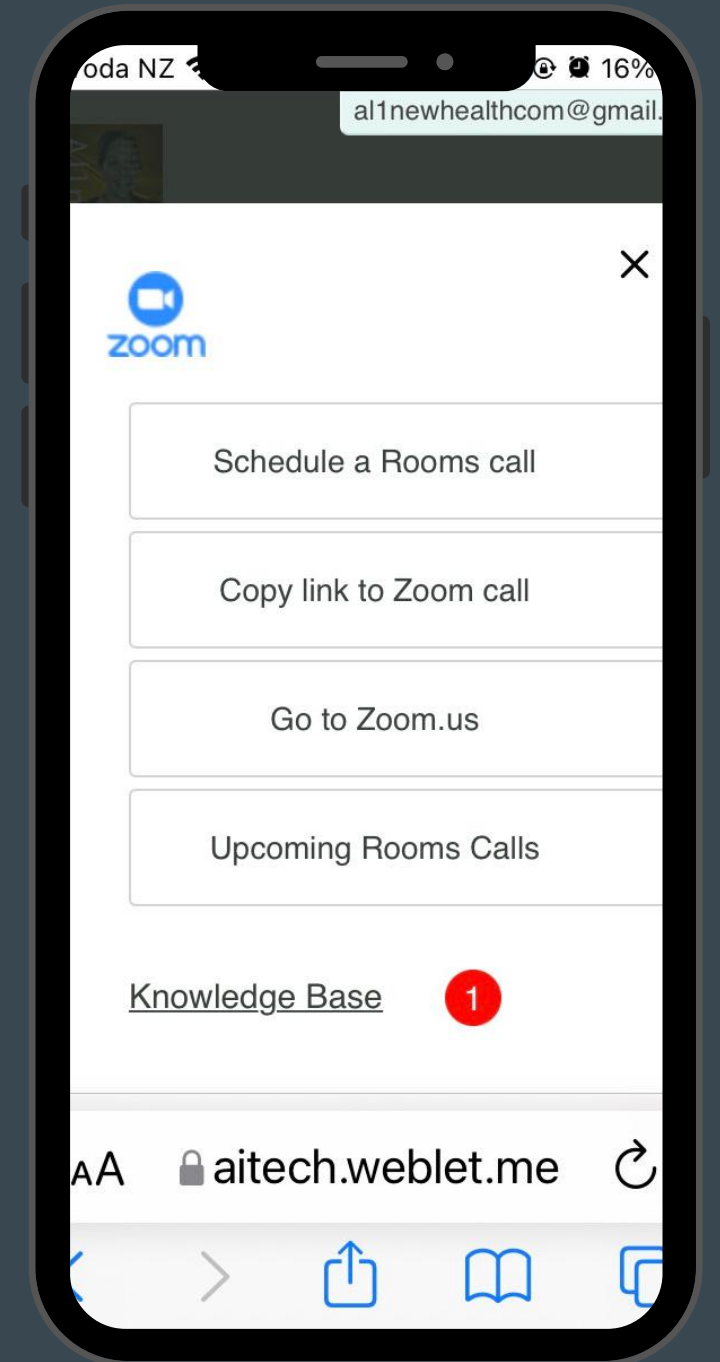 oda NZ
16%
al1newhealthcom@gmail.
zoom
Schedule a Rooms call
Copy link to Zoom call
Go to Zoom.us
Upcoming Rooms Calls
Knowledge Base
1
AA aitech.weblet.me